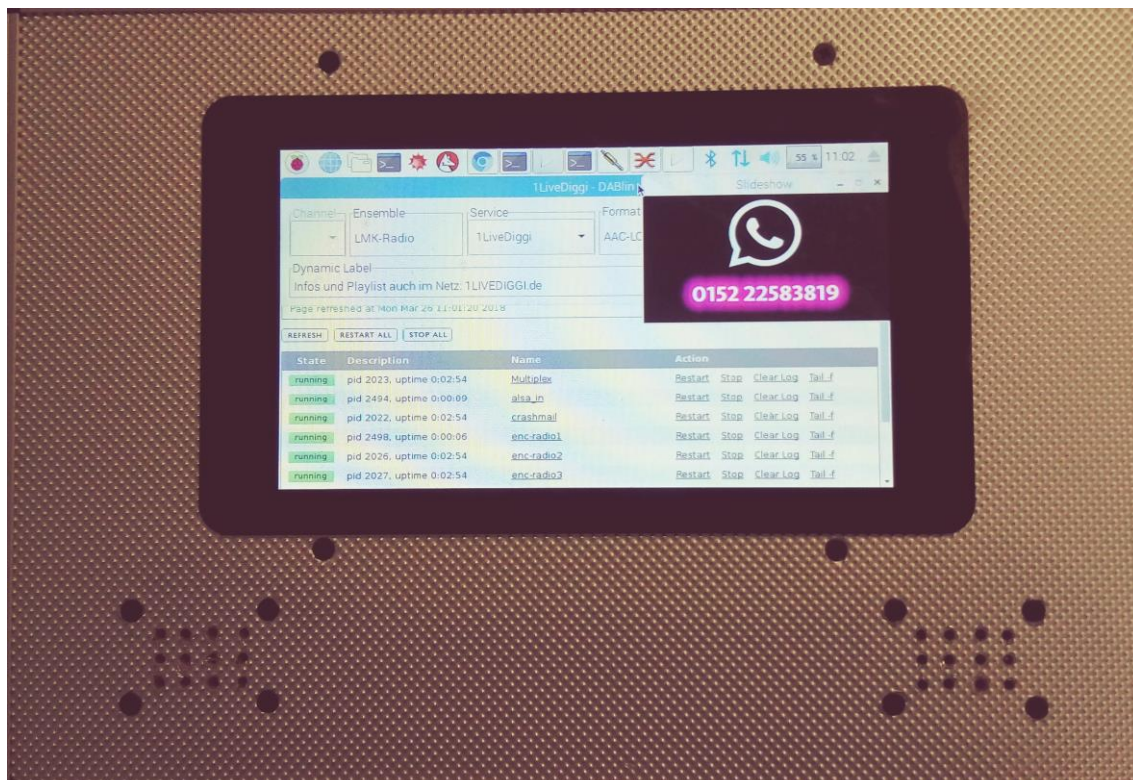 55 % 11:02
1LiveDiggi - DABlin
Slideshow
Channel Ensemble Service Format
LMK-Radio 1LiveDiggi AAC-LC
0152 22583819
Dynamic Label
Infos und Playlist auch im Netz: 1LIVEDIGGI.de
Page refreshed at Mon Mar 26 11:01:20 2018
REFRESH RESTART ALL STOP ALL
State Description Name Action
running pid 2023, uptime 0:02:54 Multiplex Restart Stop Clear Log Tail -f
running pid 2494, uptime 0:00:09 alsa_in Restart Stop Clear Log Tail -f
running pid 2022, uptime 0:02:54 crashmail Restart Stop Clear Log Tail -f
running pid 2498, uptime 0:00:06 enc-radio1 Restart Stop Clear Log Tail -f
running pid 2026, uptime 0:02:54 enc-radio2 Restart Stop Clear Log Tail -f
running pid 2027, uptime 0:02:54 enc-radio3 Restart Stop Clear Log Tail -f